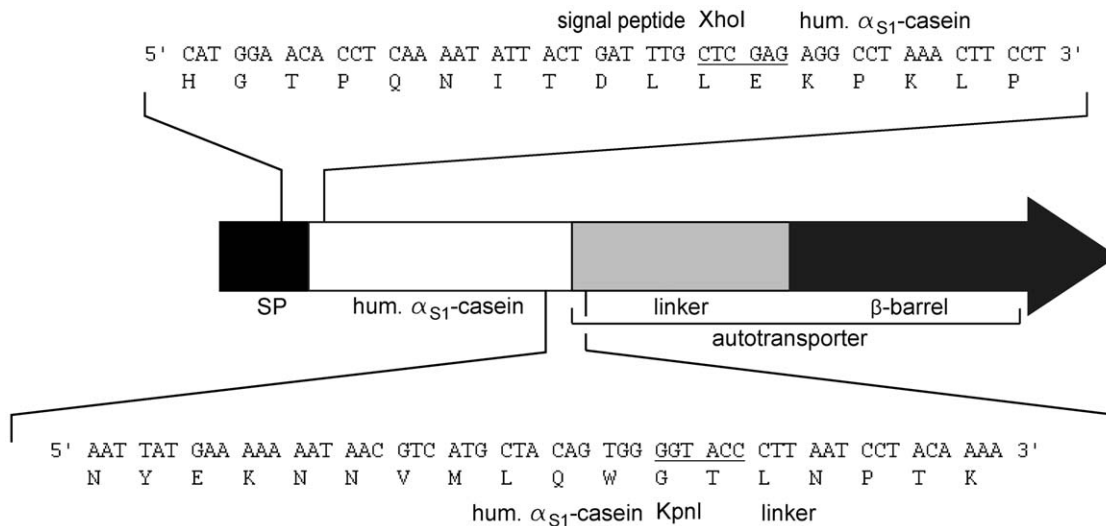 signal peptide XhoI hum. αS1-casein
5' CAT GGA ACA CCT CAA AAT ATT ACT GAT TTG CTC GAG AGG CCT AAA CTT CCT 3'
H G T P Q N I T D L L E K P K L P
SP hum. αS1-casein linker β-barrel
autotransporter
5' AAT TAT GAA AAA AAT AAC GTC ATG CTA CAG TGG GGT ACC CTT AAT CCT ACA AAA 3'
N Y E K N N V M L Q W G T L N P T K
hum. αS1-casein KpnI linker